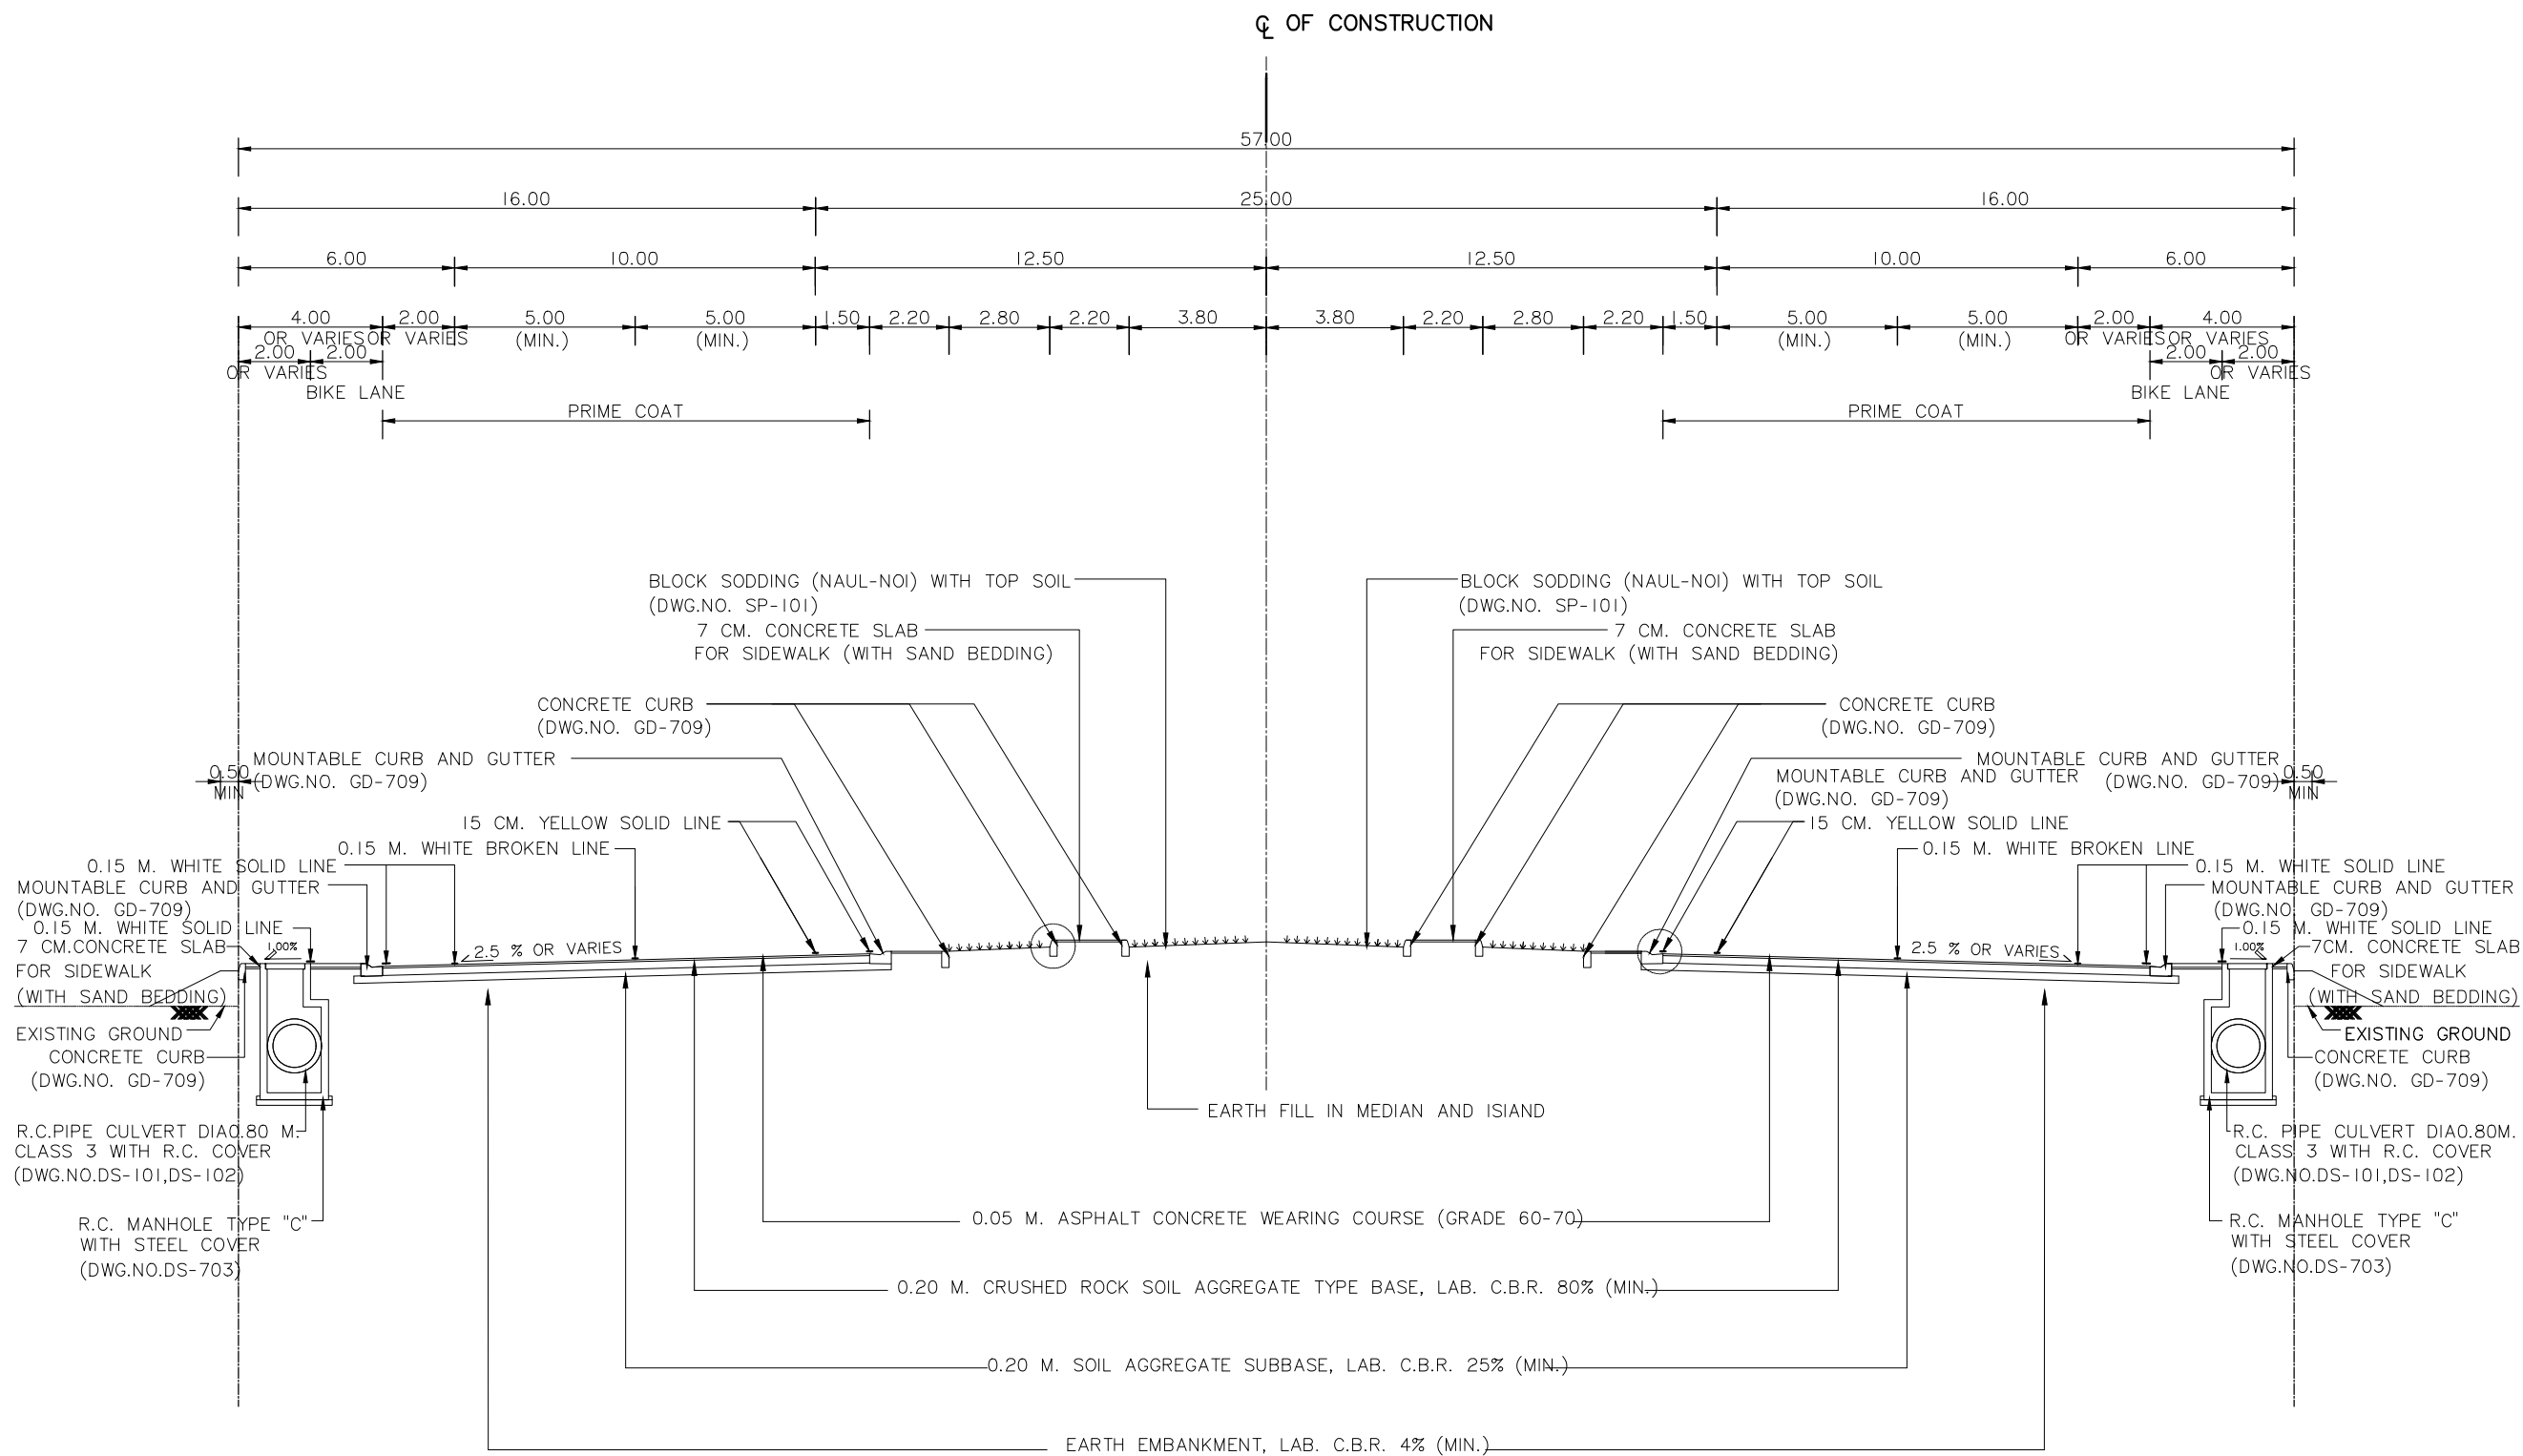 ℄ OF CONSTRUCTION
57.00
16.00 25.00 16.00
6.00 10.00 12.50 12.50 10.00 6.00
4.00 2.00 5.00 5.00 1.50 2.20 2.80 2.20 3.80 3.80 2.20 2.80 2.20 1.50 5.00 5.00 2.00 4.00
OR VARIES OR VARIES (MIN.) (MIN.) (MIN.) (MIN.) OR VARIES OR VARIES
2.00 2.00 2.00 2.00
OR VARIES OR VARIES
BIKE LANE BIKE LANE
PRIME COAT PRIME COAT
BLOCK SODDING (NAUL-NOI) WITH TOP SOIL
(DWG.NO. SP-101)
7 CM. CONCRETE SLAB
FOR SIDEWALK (WITH SAND BEDDING)
CONCRETE CURB
(DWG.NO. GD-709)
MOUNTABLE CURB AND GUTTER
(DWG.NO. GD-709)
0.50
MIN
15 CM. YELLOW SOLID LINE
0.15 M. WHITE BROKEN LINE
0.15 M. WHITE SOLID LINE
MOUNTABLE CURB AND GUTTER
(DWG.NO. GD-709)
0.15 M. WHITE SOLID LINE
7 CM.CONCRETE SLAB
FOR SIDEWALK
(WITH SAND BEDDING)
1.00%
2.5 % OR VARIES
EXISTING GROUND
CONCRETE CURB
(DWG.NO. GD-709)
R.C.PIPE CULVERT DIA0.80 M.
CLASS 3 WITH R.C. COVER
(DWG.NO.DS-101,DS-102)
R.C. MANHOLE TYPE "C"
WITH STEEL COVER
(DWG.NO.DS-703)
BLOCK SODDING (NAUL-NOI) WITH TOP SOIL
(DWG.NO. SP-101)
7 CM. CONCRETE SLAB
FOR SIDEWALK (WITH SAND BEDDING)
CONCRETE CURB
(DWG.NO. GD-709)
MOUNTABLE CURB AND GUTTER
(DWG.NO. GD-709)
MOUNTABLE CURB AND GUTTER
(DWG.NO. GD-709)
0.50
MIN
15 CM. YELLOW SOLID LINE
0.15 M. WHITE BROKEN LINE
0.15 M. WHITE SOLID LINE
MOUNTABLE CURB AND GUTTER
(DWG.NO. GD-709)
0.15 M. WHITE SOLID LINE
7CM. CONCRETE SLAB
FOR SIDEWALK
(WITH SAND BEDDING)
2.5 % OR VARIES
1.00%
EXISTING GROUND
CONCRETE CURB
(DWG.NO. GD-709)
R.C. PIPE CULVERT DIA0.80M.
CLASS 3 WITH R.C. COVER
(DWG.NO.DS-101,DS-102)
R.C. MANHOLE TYPE "C"
WITH STEEL COVER
(DWG.NO.DS-703)
EARTH FILL IN MEDIAN AND ISIAND
0.05 M. ASPHALT CONCRETE WEARING COURSE (GRADE 60-70)
0.20 M. CRUSHED ROCK SOIL AGGREGATE TYPE BASE, LAB. C.B.R. 80% (MIN.)
0.20 M. SOIL AGGREGATE SUBBASE, LAB. C.B.R. 25% (MIN.)
EARTH EMBANKMENT, LAB. C.B.R. 4% (MIN.)